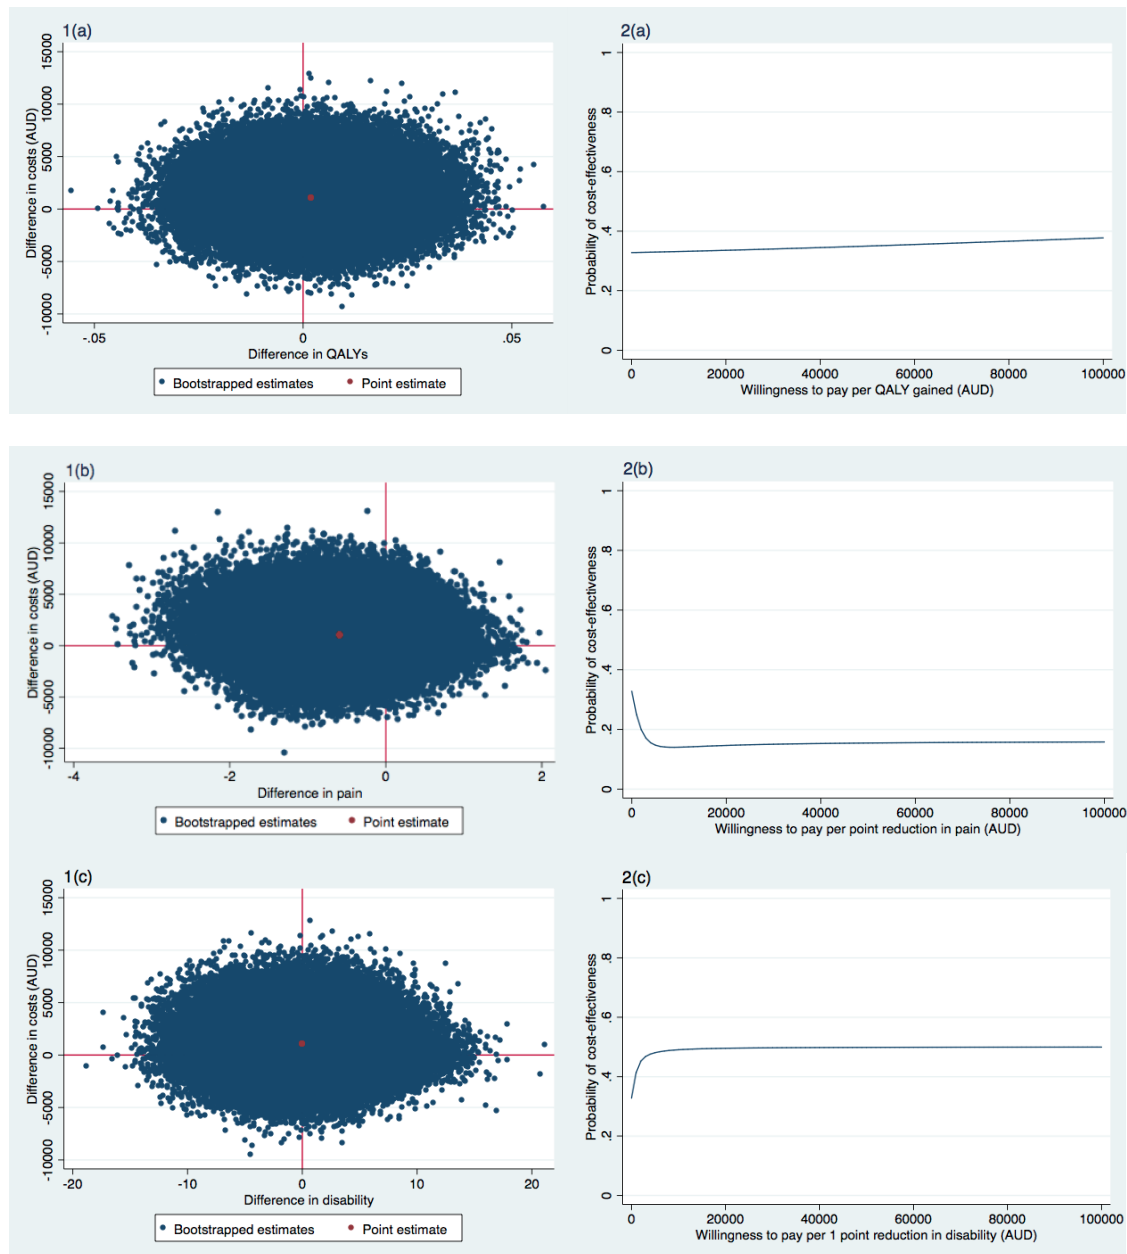 1(a)
Difference in costs (AUD)
15000
10000
5000
0
-5000
-10000
-.05
0
.05
Difference in QALYs
Bootstrapped estimates
Point estimate
2(a)
Probability of cost-effectiveness
1
.8
.6
.4
.2
0
0
20000
40000
60000
80000
100000
Willingness to pay per QALY gained (AUD)
1(b)
Difference in costs (AUD)
15000
10000
5000
0
-5000
-10000
-4
-2
0
2
Difference in pain
Bootstrapped estimates
Point estimate
2(b)
Probability of cost-effectiveness
1
.8
.6
.4
.2
0
0
20000
40000
60000
80000
100000
Willingness to pay per point reduction in pain (AUD)
1(c)
Difference in costs (AUD)
15000
10000
5000
0
-5000
-10000
-20
-10
0
10
20
Difference in disability
Bootstrapped estimates
Point estimate
2(c)
Probability of cost-effectiveness
1
.8
.6
.4
.2
0
0
20000
40000
60000
80000
100000
Willingness to pay per 1 point reduction in disability (AUD)